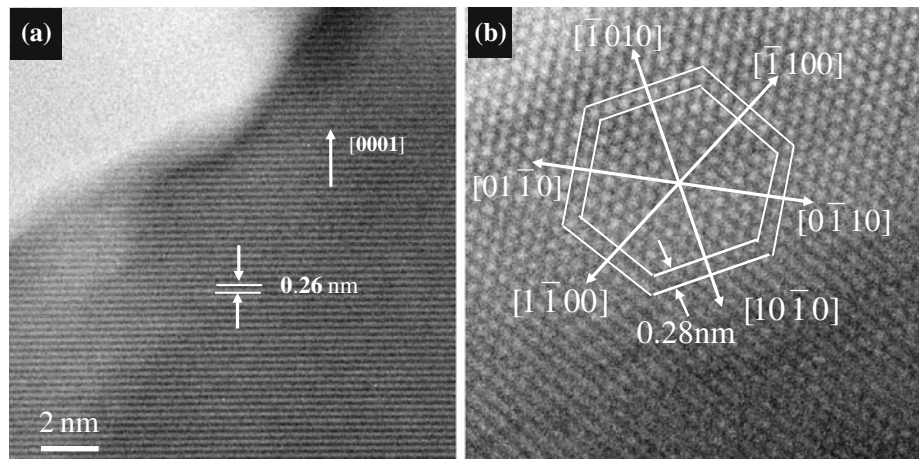 (a)
[0001]
0.26 nm
2 nm
(b)
[1̅010]
[1̅100]
[011̅0]
[01̅10]
[11̅00]
[101̅0]
0.28nm